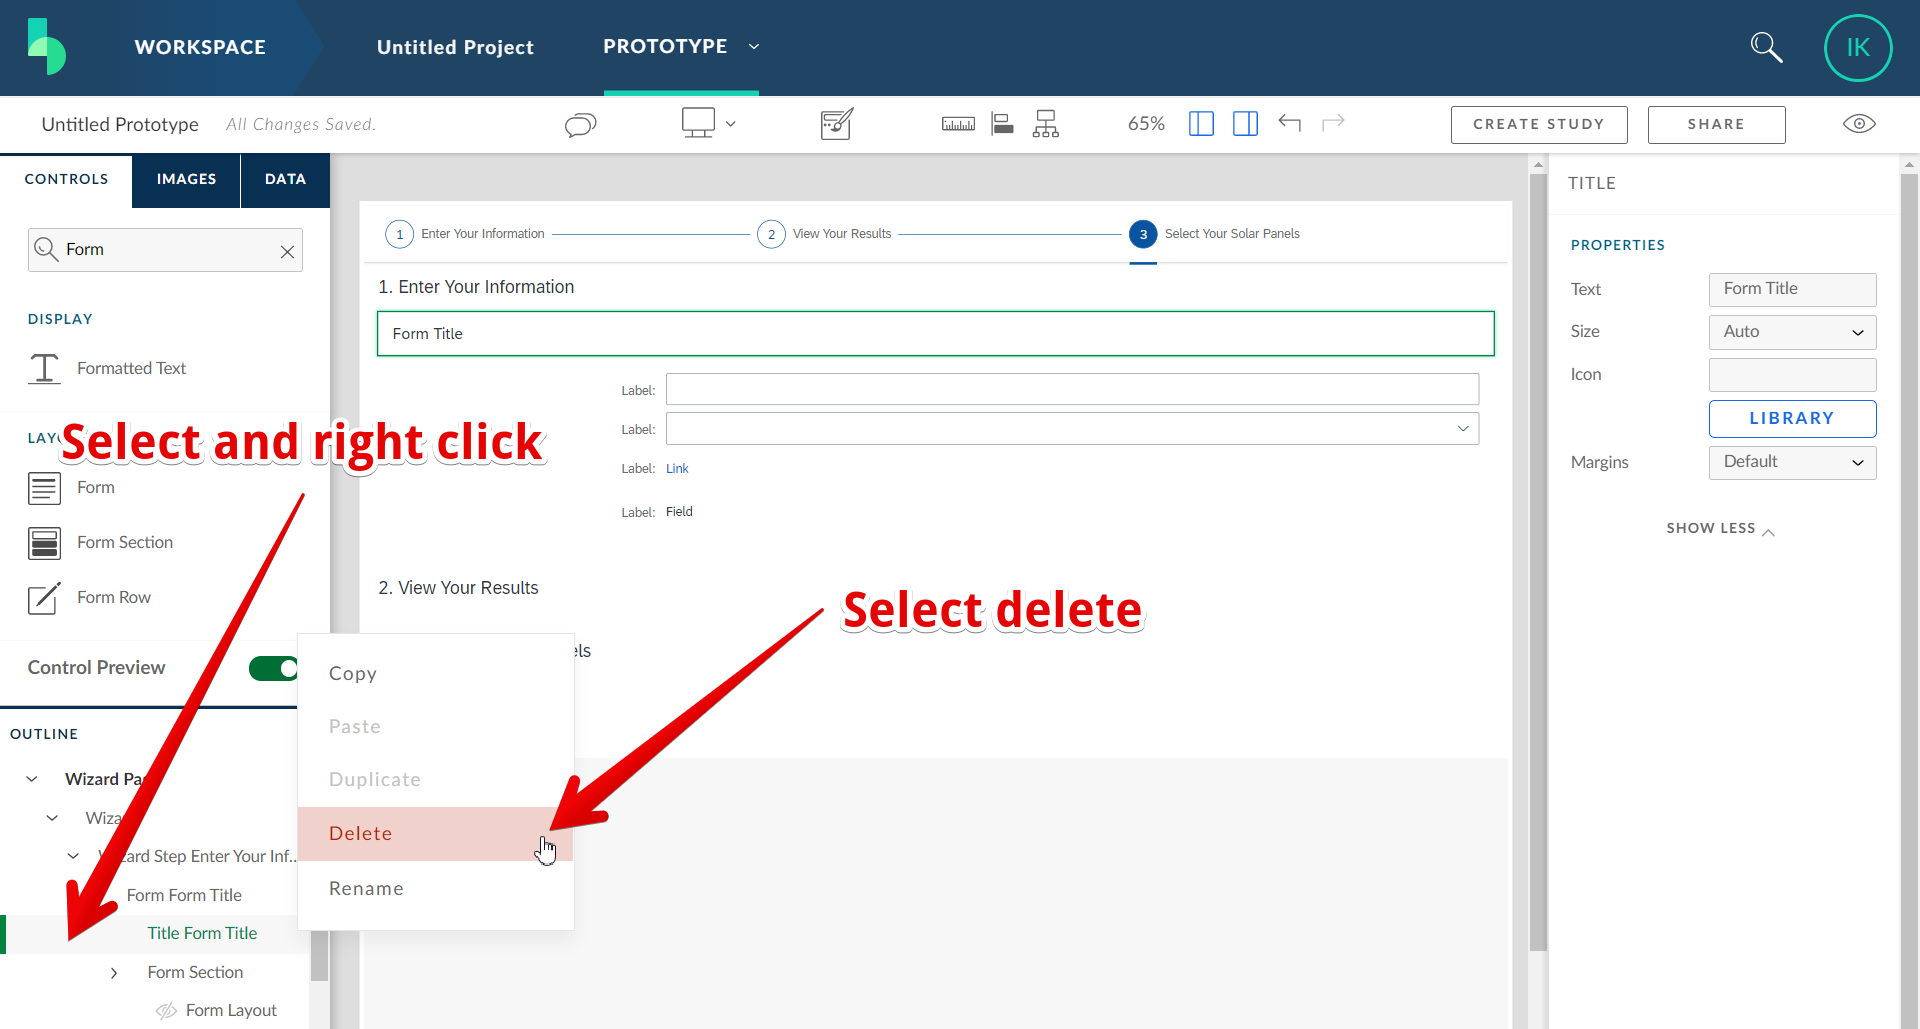 WORKSPACE
Untitled Project
PROTOTYPE
IK
Untitled Prototype
All Changes Saved.
65%
CREATE STUDY
SHARE
CONTROLS
IMAGES
DATA
Form
DISPLAY
Formatted Text
Select and right click
Form
Form Section
Form Row
Control Preview
OUTLINE
Wizard Pa
Wiza
zard Step Enter Your Inf...
Form Form Title
Title Form Title
Form Section
Form Layout
1 Enter Your Information
2 View Your Results
3 Select Your Solar Panels
1. Enter Your Information
Form Title
Label:
Label:
Label: Link
Label: Field
2. View Your Results
els
Select delete
Copy
Paste
Duplicate
Delete
Rename
TITLE
PROPERTIES
Text Form Title
Size Auto
Icon
LIBRARY
Margins Default
SHOW LESS